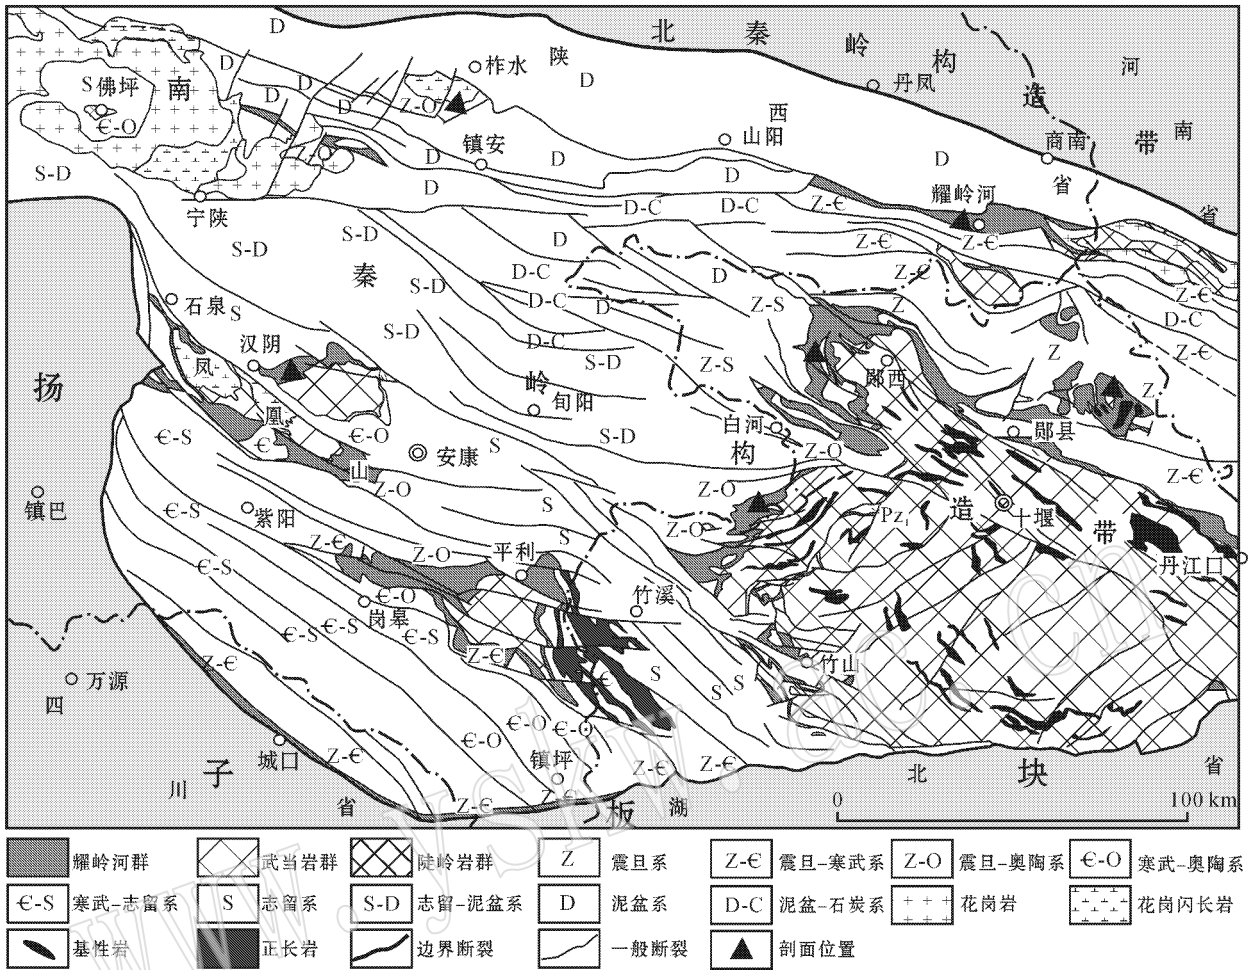 北 秦 岭 构 造 带
河 南 省
陕 西 省
D
柞水
D
D
丹凤
S 佛坪
南
D
D
Z-O
Є-O
镇安
D
D
山阳
D
商南
S-D
D
D
宁陕
耀岭河
D-C
D-C
Z-Є
S-D
S-D
D
Z-Є
Z-Є
秦
D-C
D
Z-Є
石泉
S
S-D
D-C
D
Z-S
Z
Z-Є
D-C
汉阴
S-D
D-C
S-D
Z-S
Z
Z-Є
凤
岭
郧西
扬
旬阳
Z
凰
白河
Є-S
Є
Є-O
S
S-D
构
Z-O
郧县
山
安康
Z-O
Z-O
Z-Є
镇巴
Є-S
紫阳
S
Z-O
Pz₁
造
十堰
带
Z-Є
Z-O
平利
S
丹江口
Є-S
Є-O
岚皋
竹溪
Є-S
Є-S
Є-S
Z-Є
Z-Є
竹山
万源
四
Є
S
S
S
Є-O
Є-O
Є-O
城口
Z-Є
镇坪
Z-Є
Z-Є
子
北
块
省
川
省
Z-Є
Z-Є
板
湖
0 100 km
耀岭河群 武当岩群 陡岭岩群 Z 震旦系 Z-Є 震旦-寒武系 Z-O 震旦-奥陶系 Є-O 寒武-奥陶系
Є-S 寒武-志留系 S 志留系 S-D 志留-泥盆系 D 泥盆系 D-C 泥盆-石炭系 花岗岩 花岗闪长岩
基性岩 正长岩 边界断裂 一般断裂 剖面位置
www.ysxw.ac.cn